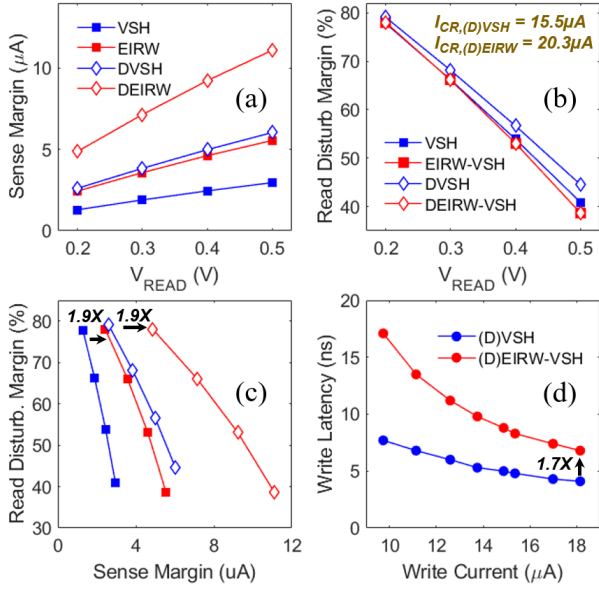 Sense Margin (μA)
10
5
0
VSH
EIRW
DVSH
DEIRW
(a)
0.2 0.3 0.4 0.5
V_READ (V)
Read Disturb Margin (%)
80
70
60
50
40
I_CR,(D)VSH = 15.5μA
I_CR,(D)EIRW = 20.3μA
(b)
VSH
EIRW-VSH
DVSH
DEIRW-VSH
0.2 0.3 0.4 0.5
V_READ (V)
Read Disturb. Margin (%)
90
80
70
60
50
40
30
1.9X 1.9X
(c)
0 4 8 12
Sense Margin (uA)
Write Latency (ns)
20
15
10
5
0
(D)VSH
(D)EIRW-VSH
(d)
1.7X
10 12 14 16 18
Write Current (μA)